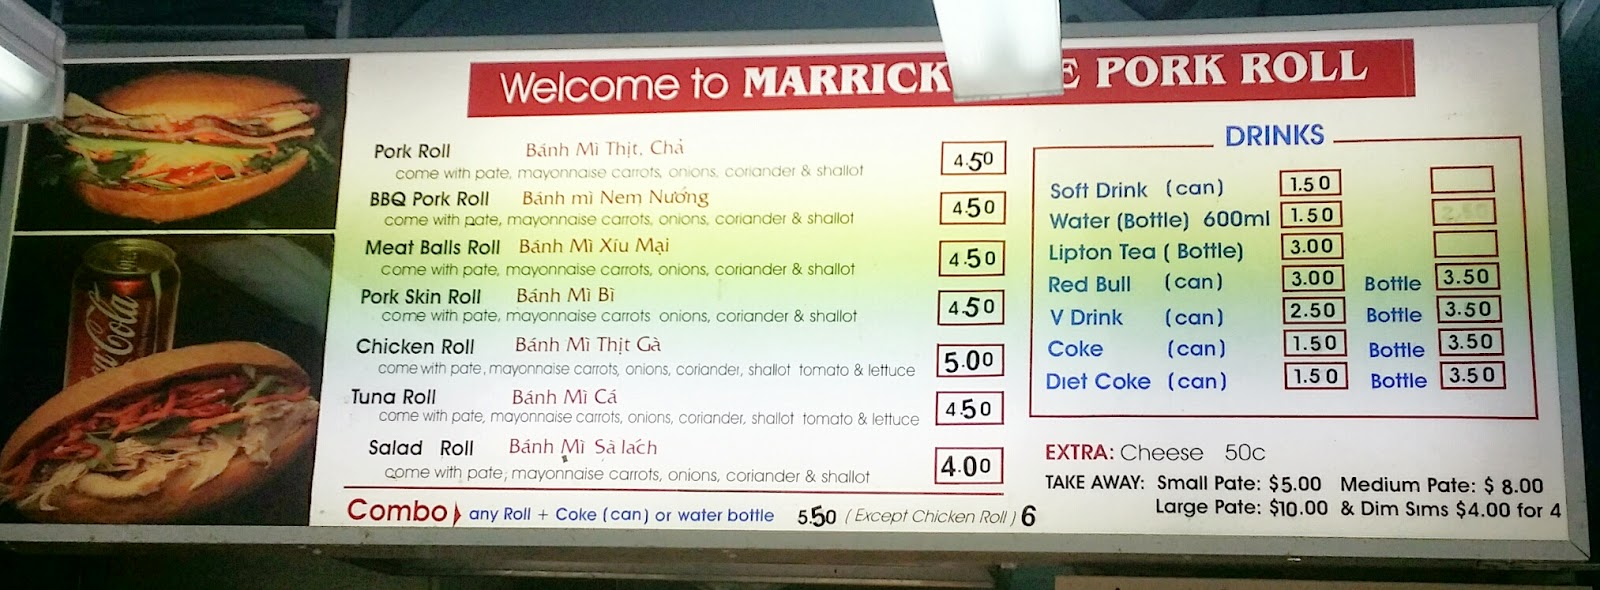 Welcome to MARRICK E PORK ROLL
Pork Roll Bánh Mì Thịt, Chả 4.50
come with pate, mayonnaise carrots, onions, coriander & shallot
BBQ Pork Roll Bánh mì Nem Nướng 4.50
come with pate, mayonnaise carrots, onions, coriander & shallot
Meat Balls Roll Bánh Mì Xíu Mại 4.50
come with pate, mayonnaise carrots, onions, coriander & shallot
Pork Skin Roll Bánh Mì Bì 4.50
come with pate, mayonnaise carrots onions, coriander & shallot
Chicken Roll Bánh Mì Thịt Gà 5.00
come with pate, mayonnaise carrots, onions, coriander, shallot tomato & lettuce
Tuna Roll Bánh Mì Cá 4.50
come with pate, mayonnaise carrots, onions, coriander, shallot tomato & lettuce
Salad Roll Bánh Mì Sà lách 4.00
come with pate, mayonnaise carrots, onions, coriander & shallot
Combo any Roll + Coke (can) or water bottle 5.50 (Except Chicken Roll) 6
DRINKS
Soft Drink (can) 1.50
Water (Bottle) 600ml 1.50
Lipton Tea ( Bottle) 3.00
Red Bull (can) 3.00 Bottle 3.50
V Drink (can) 2.50 Bottle 3.50
Coke (can) 1.50 Bottle 3.50
Diet Coke (can) 1.50 Bottle 3.50
EXTRA: Cheese 50c
TAKE AWAY: Small Pate: $5.00 Medium Pate: $ 8.00
Large Pate: $10.00 & Dim Sims $4.00 for 4
Coca-Cola